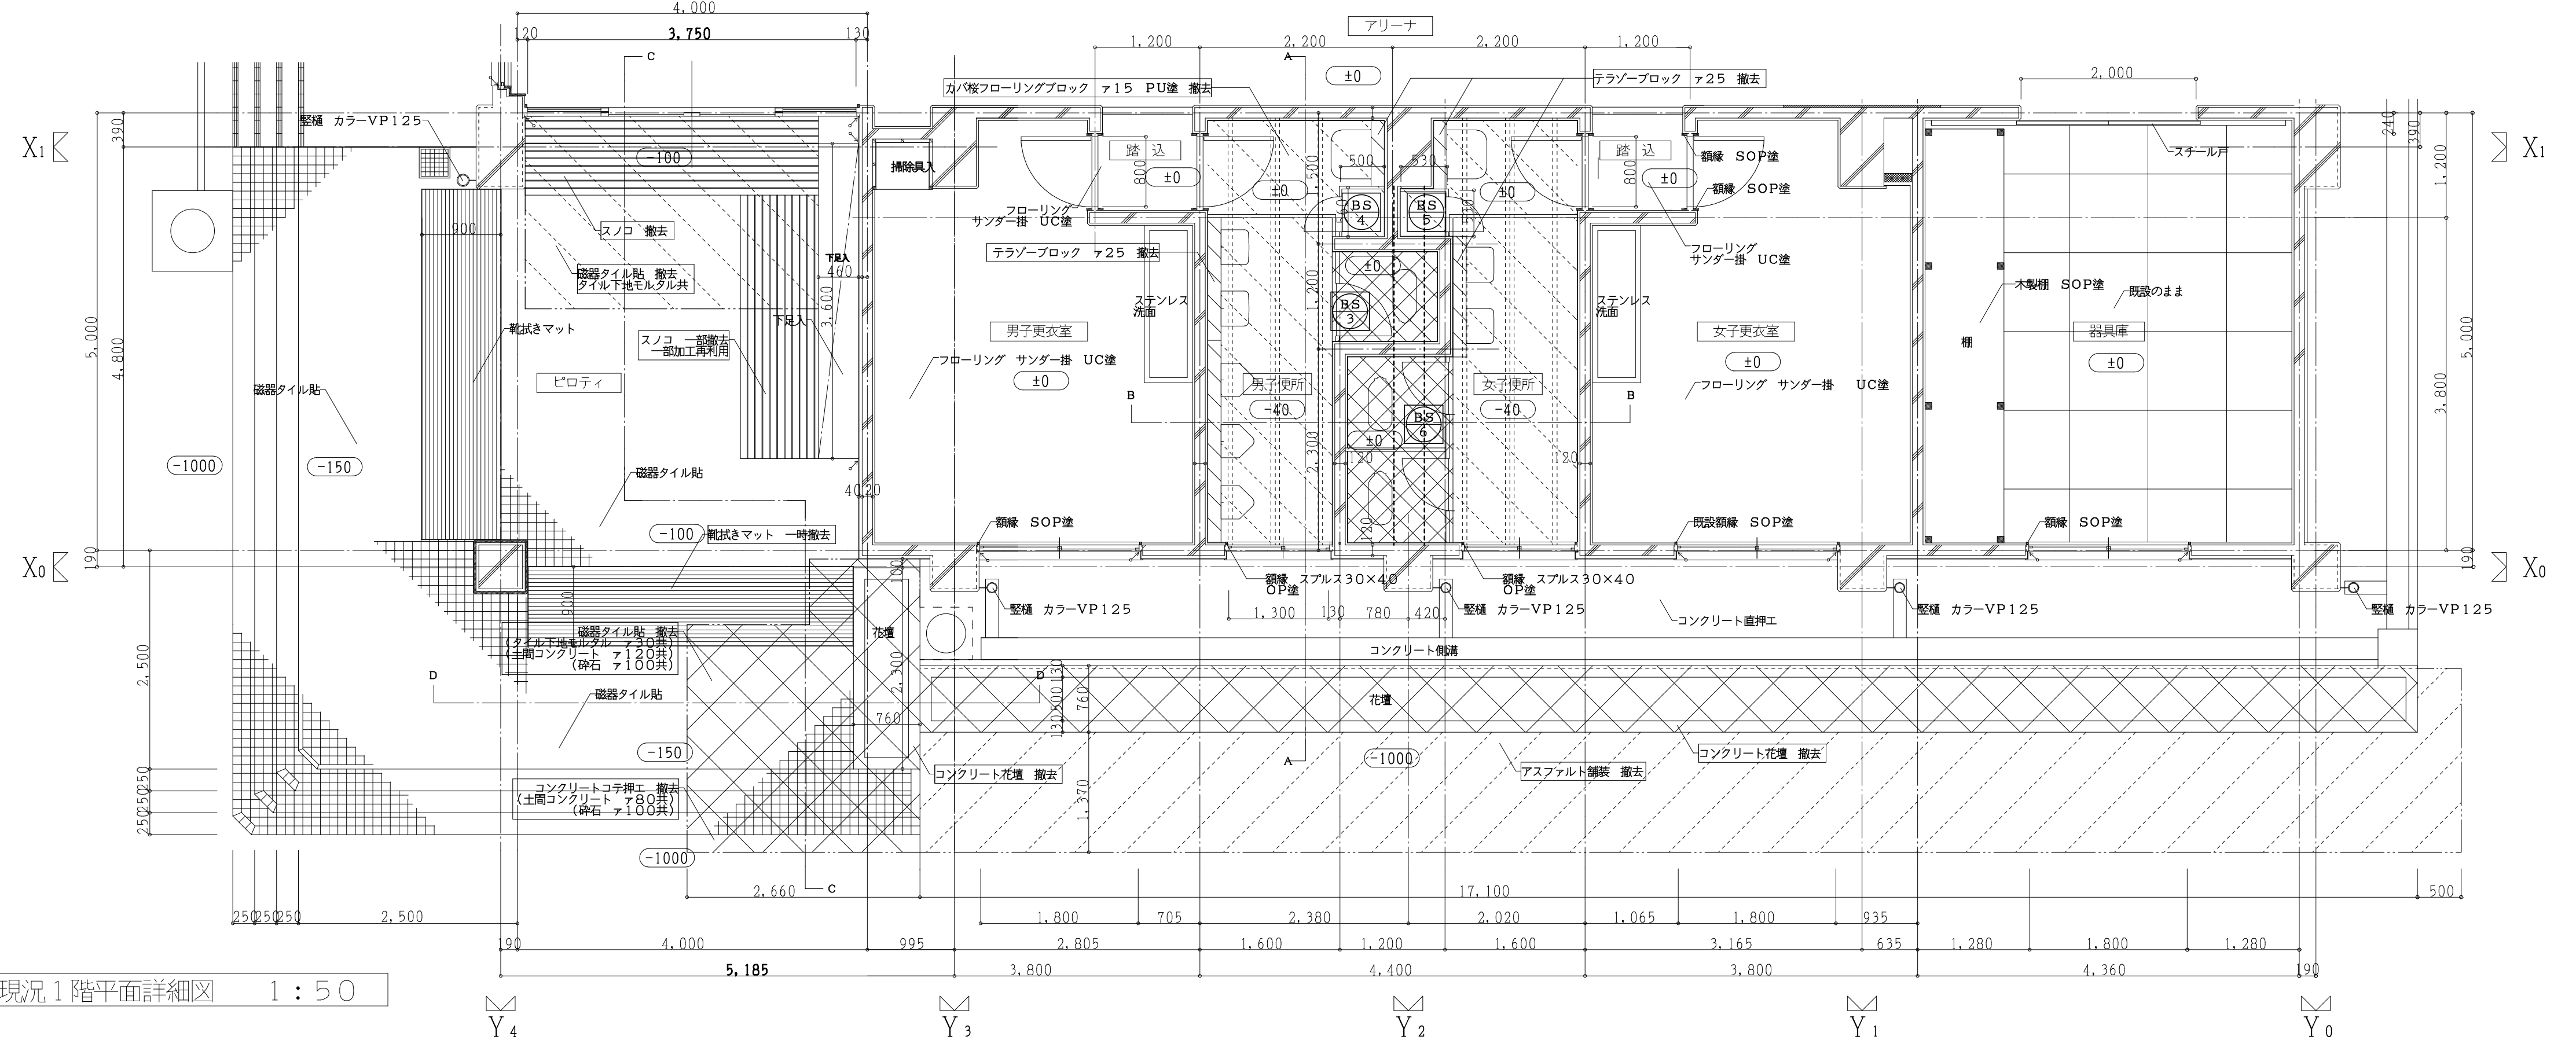 4,000
アリーナ
120
3,750
130
1,200
2,200
2,200
1,200
C
A
±0
テラゾーブロック ァ25 撤去
2,000
カバ桜フローリングブロック ァ15 PU塗 撤去
竪樋 カラーVP125
390
240
390
X1
X1
-100
掃除具入
踏 込
±0
800
±0
1,500
500
530
±0
踏 込
±0
800
額縁 SOP塗
額縁 SOP塗
スチール戸
1,200
BS
4
BS
5
フローリング
サンダー掛 UC塗
900
スノコ 撤去
テラゾーブロック ァ25 撤去
フローリング
サンダー掛 UC塗
下足入
460
磁器タイル貼 撤去
タイル下地モルタル共
±0
1,200
BS
3
ステンレス
洗面
ステンレス
洗面
木製棚 SOP塗
既設のまま
5,000
4,800
靴拭きマット
3,600
下足入
スノコ 一部撤去
一部加工再利用
男子更衣室
女子更衣室
器具庫
棚
5,000
3,800
フローリング サンダー掛 UC塗
±0
±0
±0
ピロティ
男子便所
女子便所
フローリング サンダー掛 UC塗
磁器タイル貼
B
B
-40
-40
BS
6
±0
2,300
-1000
-150
磁器タイル貼
120
120
40
120
-100
靴拭きマット 一時撤去
額縁 SOP塗
120
既設額縁 SOP塗
額縁 SOP塗
190
190
X0
X0
100
900
額縁 スプルス30×40
OP塗
額縁 スプルス30×40
OP塗
竪樋 カラーVP125
竪樋 カラーVP125
竪樋 カラーVP125
竪樋 カラーVP125
1,300
130
780
420
コンクリート直押エ
磁器タイル貼 撤去
(タイル下地モルタル ァ30共)
(土間コンクリート ァ120共)
(砕石 ァ100共)
花壇
コンクリート側溝
2,500
2,300
D
D
130
500
130
760
磁器タイル貼
花壇
760
-150
コンクリート花壇 撤去
-1000
A
コンクリート花壇 撤去
アスファルト舗装 撤去
250
250
250
コンクリートコテ押エ 撤去
(土間コンクリート ァ80共)
(砕石 ァ100共)
1,370
-1000
2,660
C
17,100
500
250
250
250
2,500
1,800
705
2,380
2,020
1,065
1,800
935
190
4,000
995
2,805
1,600
1,200
1,600
3,165
635
1,280
1,800
1,280
5,185
3,800
4,400
3,800
4,360
190
現況1階平面詳細図 1:50
Y4
Y3
Y2
Y1
Y0